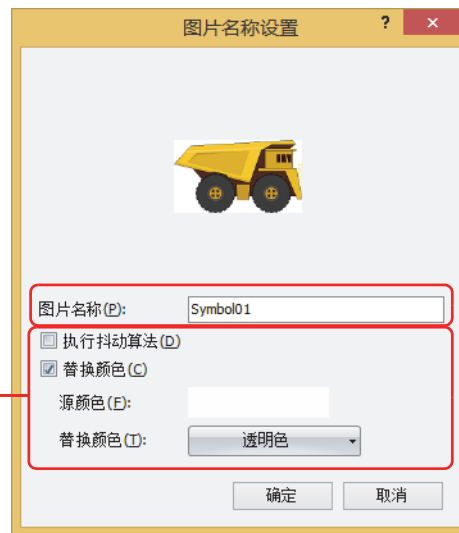 图片名称设置 ? ×
图片名称(P): Symbol01
执行抖动算法(D)
替换颜色(C)
源颜色(F):
替换颜色(T): 透明色
确定 取消